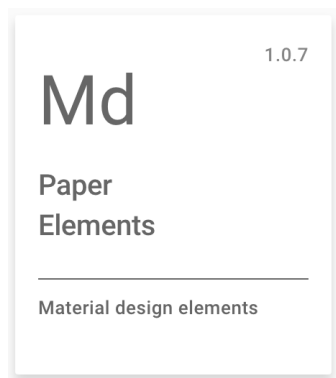 1.0.7
Md
Paper
Elements
Material design elements